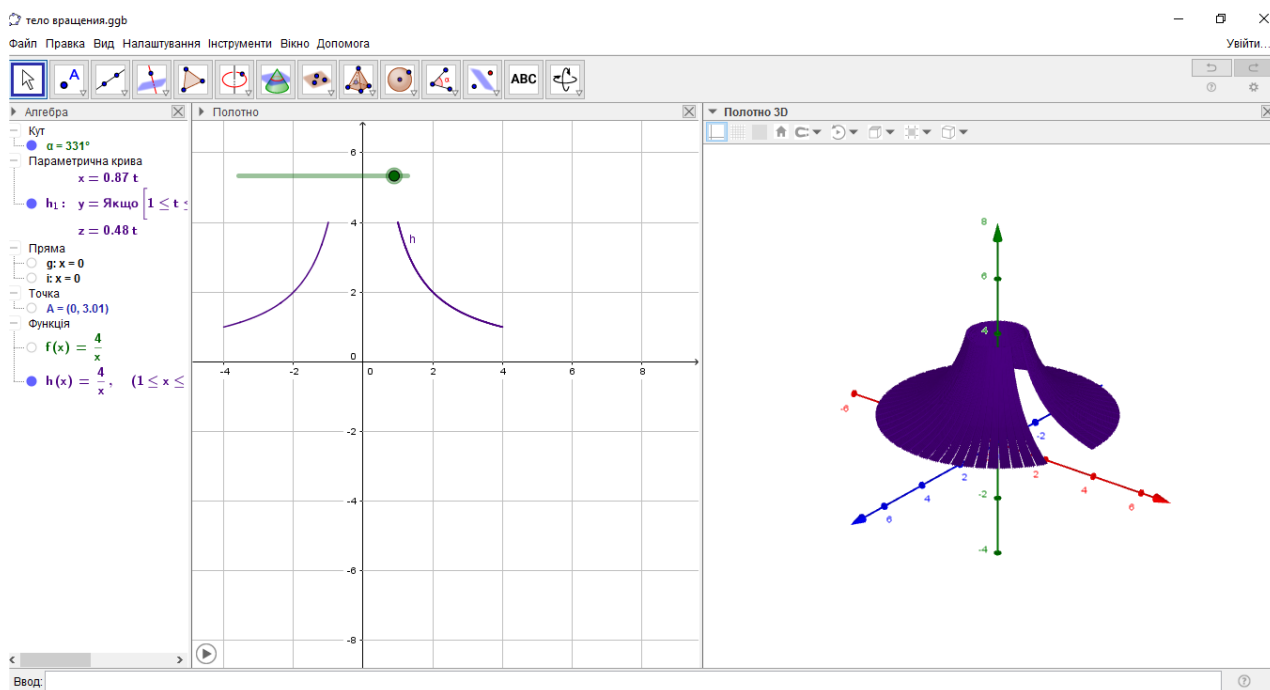 тело вращения.ggb
Файл Правка Вид Налаштування Інструменти Вікно Допомога
Увійти...
ABC
Алгебра
Полотно
Полотно 3D
Кут
α = 331°
Параметрична крива
x = 0.87 t
h₁ : y = Якщо [1 ≤ t ≤
z = 0.48 t
Пряма
g: x = 0
i: x = 0
Точка
A = (0, 3.01)
Функція
f(x) = 4/x
h(x) = 4/x, (1 ≤ x ≤
6
4
2
0
-2
-4
-6
-8
-4 -2 0 2 4 6 8
h
8
6
4
-2
-4
-6
2
4
6
-2
2
4
6
Ввод: